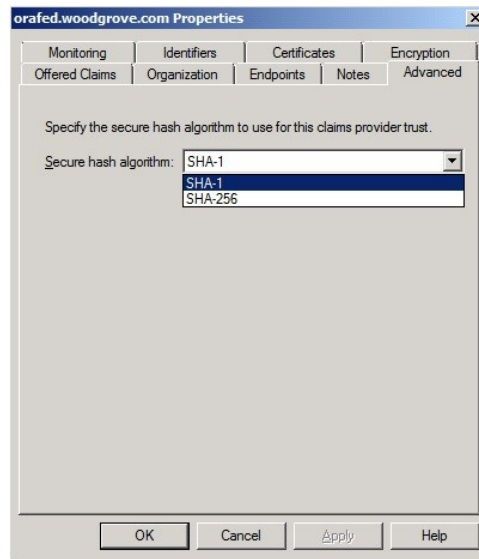 orafed.woodgrove.com Properties
Monitoring Identifiers Certificates Encryption
Offered Claims Organization Endpoints Notes Advanced
Specify the secure hash algorithm to use for this claims provider trust.
Secure hash algorithm: SHA-1
SHA-1
SHA-256
OK Cancel Apply Help